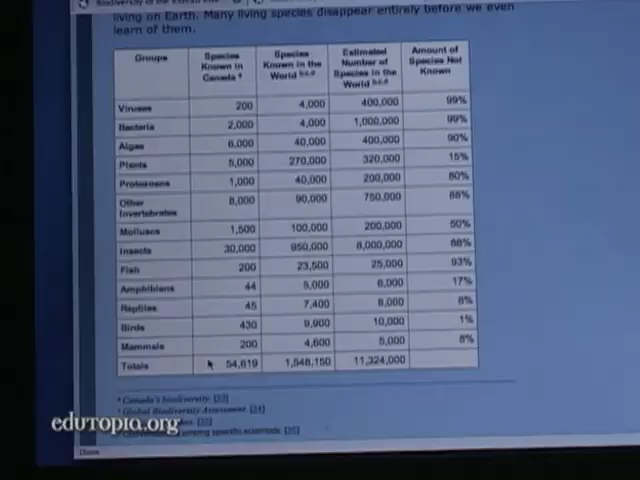 living on Earth. Many living species disappear entirely before we even
learn of them.
Groups Species Known in Canada Species Known in the World Estimated Number of Species in the World Amount of Species Not Known
Viruses 200 4,000 400,000 99%
Bacteria 2,000 4,000 1,000,000 99%
Algae 6,000 40,000 400,000 90%
Plants 5,000 270,000 320,000 15%
Protozoans 1,000 40,000 200,000 80%
Other Invertebrates 8,000 90,000 750,000 88%
Molluscs 1,500 100,000 200,000 50%
Insects 30,000 950,000 8,000,000 88%
Fish 200 23,500 25,000 93%
Amphibians 44 5,000 6,000 17%
Reptiles 45 7,400 8,000 8%
Birds 430 9,900 10,000 1%
Mammals 200 4,600 5,000 8%
Totals 54,619 11,324,000
Canada's biodiversity.
Global Biodiversity Assessment.
among specific scientists.
edutopia.org